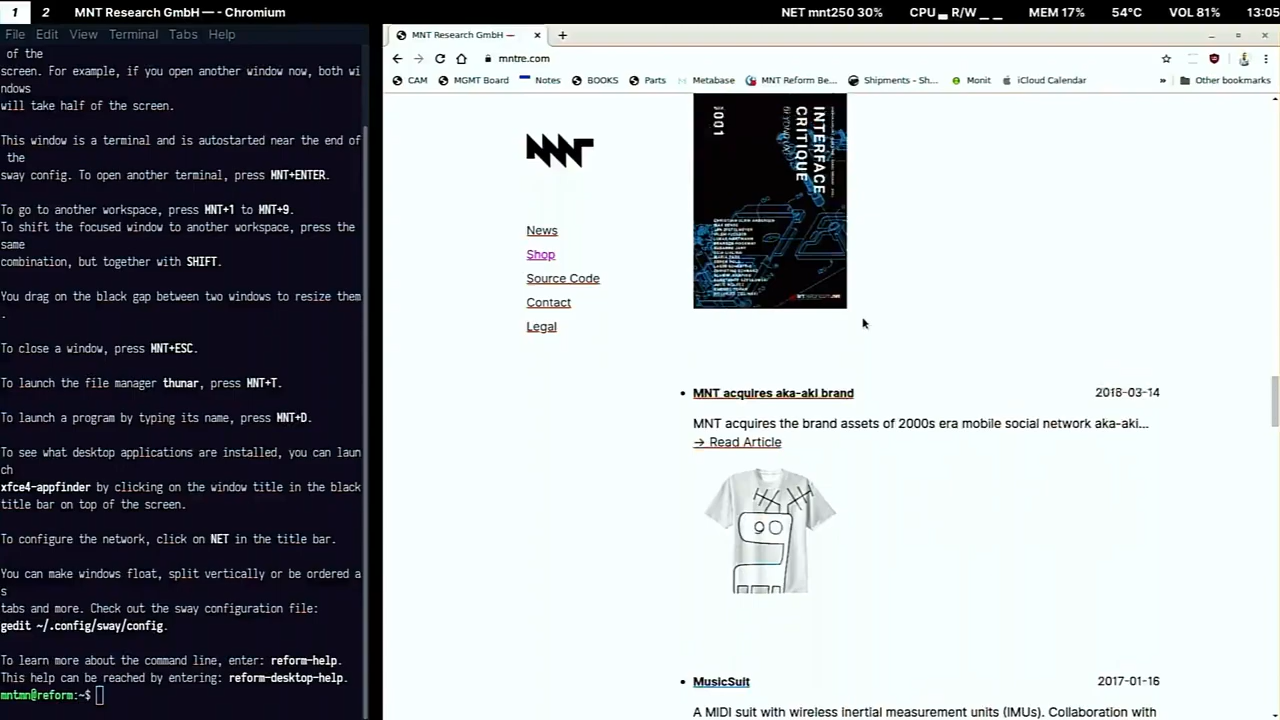 1 2 MNT Research GmbH — - Chromium NET mnt250 30% CPU R/W MEM 17% 54°C VOL 81% 13:05
File Edit View Terminal Tabs Help
of the
screen. For example, if you open another window now, both wi
ndows
will take half of the screen.
This window is a terminal and is autostarted near the end of
the
sway config. To open another terminal, press MNT+ENTER.
To go to another workspace, press MNT+1 to MNT+9.
To shift the focused window to another workspace, press the
same
combination, but together with SHIFT.
You drag on the black gap between two windows to resize them
.
To close a window, press MNT+ESC.
To launch the file manager thunar, press MNT+T.
To launch a program by typing its name, press MNT+D.
To see what desktop applications are installed, you can laun
ch
xfce4-appfinder by clicking on the window title in the black
title bar on top of the screen.
To configure the network, click on NET in the title bar.
You can make windows float, split vertically or be ordered a
s
tabs and more. Check out the sway configuration file:
gedit ~/.config/sway/config.
To learn more about the command line, enter: reform-help.
This help can be reached by entering: reform-desktop-help.
mntmn@reform:~$
MNT Research GmbH —
mntre.com
CAM MGMT Board Notes BOOKS Parts Metabase MNT Reform Be... Shipments - Sh... Monit iCloud Calendar » Other bookmarks
MNT
News
Shop
Source Code
Contact
Legal
INTERFACE
CRITIQUE
BEYOND UX
MNT acquires aka-aki brand 2018-03-14
MNT acquires the brand assets of 2000s era mobile social network aka-aki...
→ Read Article
MusicSuit 2017-01-16
A MIDI suit with wireless inertial measurement units (IMUs). Collaboration with